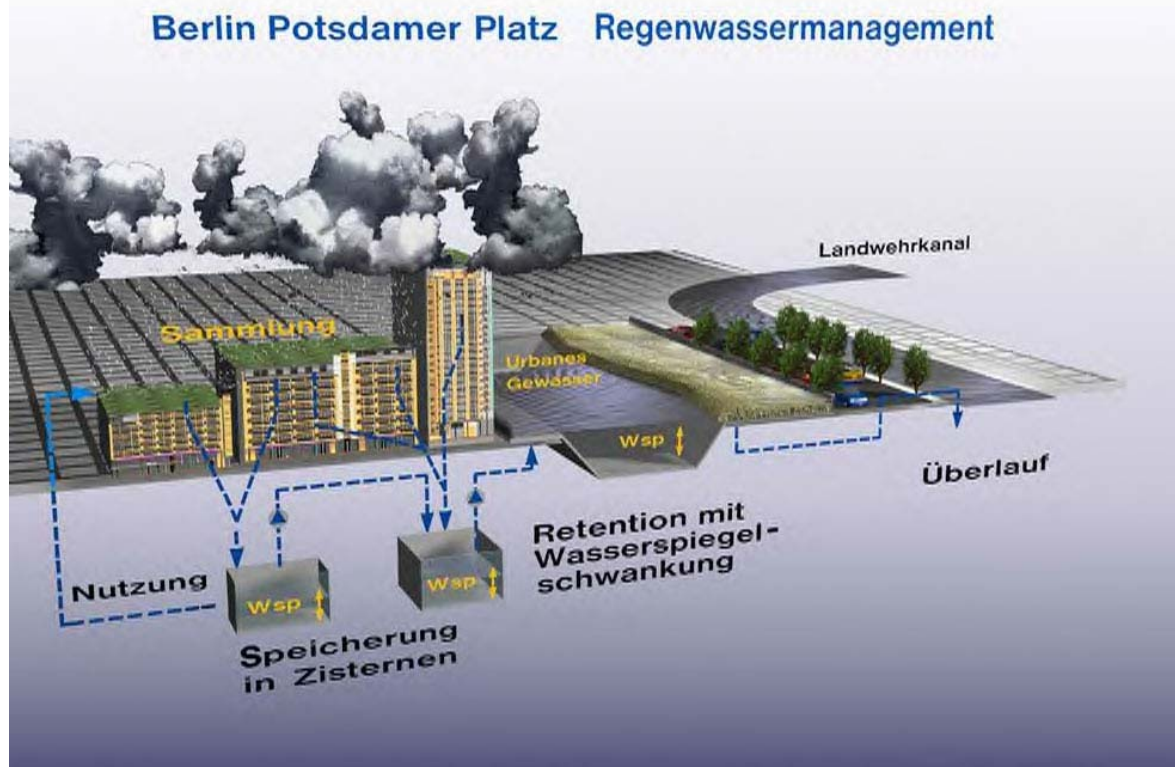 Berlin Potsdamer Platz Regenwassermanagement
Landwehrkanal
Sammlung
Urbanes
Gewässer
Wsp
Überlauf
Retention mit
Wasserspiegel-
schwankung
Nutzung
Wsp
Wsp
Speicherung
in Zisternen